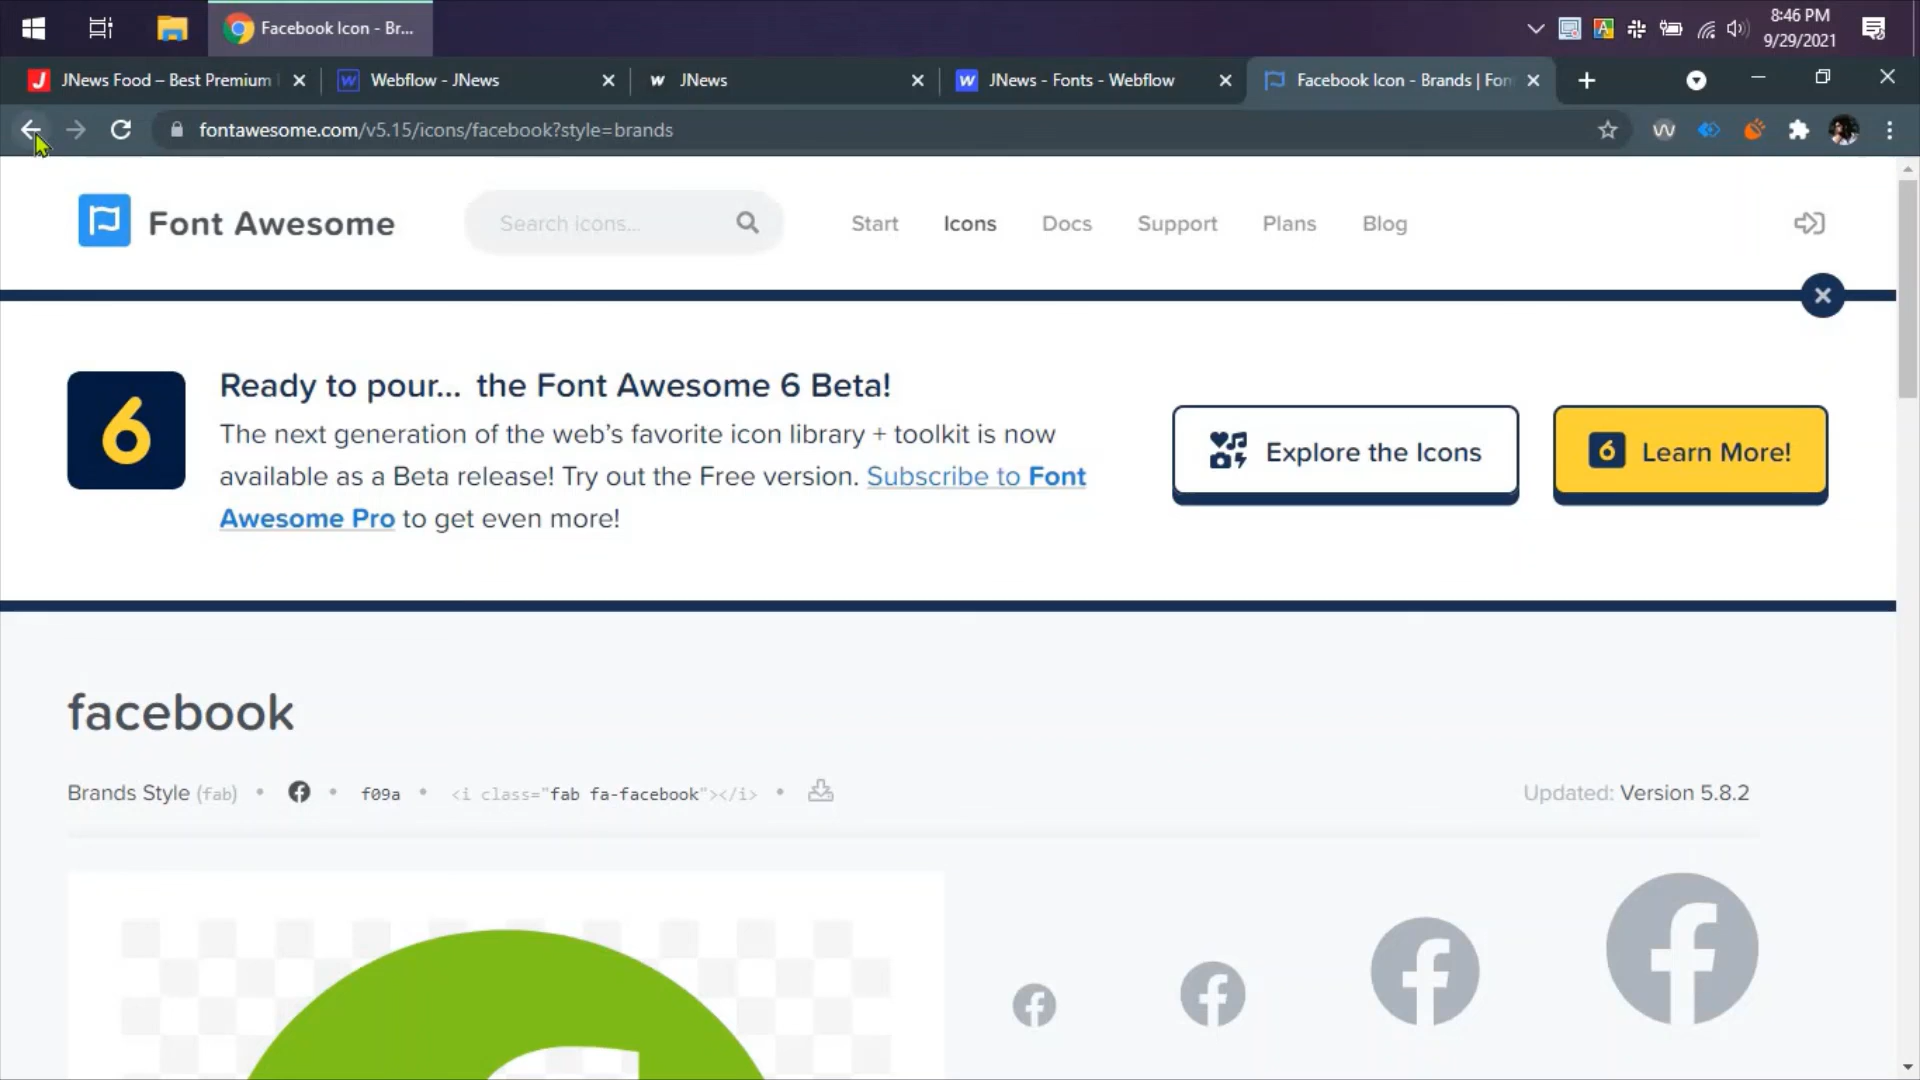 Facebook Icon - Br...
8:46 PM
9/29/2021
JNews Food – Best Premium
Webflow - JNews
JNews
JNews - Fonts - Webflow
Facebook Icon - Brands | Fon
fontawesome.com/v5.15/icons/facebook?style=brands
Font Awesome
Search icons...
Start
Icons
Docs
Support
Plans
Blog
6
Ready to pour... the Font Awesome 6 Beta!
The next generation of the web's favorite icon library + toolkit is now
available as a Beta release! Try out the Free version. Subscribe to Font
Awesome Pro to get even more!
Explore the Icons
6 Learn More!
facebook
Brands Style (fab) • • f09a • <i class="fab fa-facebook"></i> •
Updated: Version 5.8.2